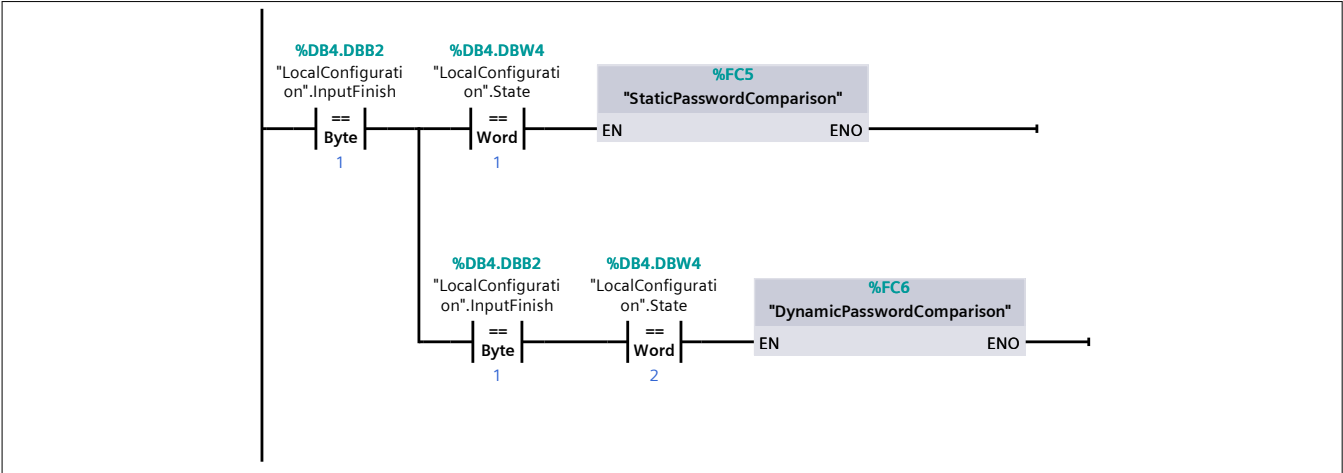 %DB4.DBB2 %DB4.DBW4
"LocalConfigurati "LocalConfigurati %FC5
on".InputFinish on".State "StaticPasswordComparison"
== ==
Byte Word EN ENO
1 1
%DB4.DBB2 %DB4.DBW4
"LocalConfigurati "LocalConfigurati %FC6
on".InputFinish on".State "DynamicPasswordComparison"
== ==
Byte Word EN ENO
1 2